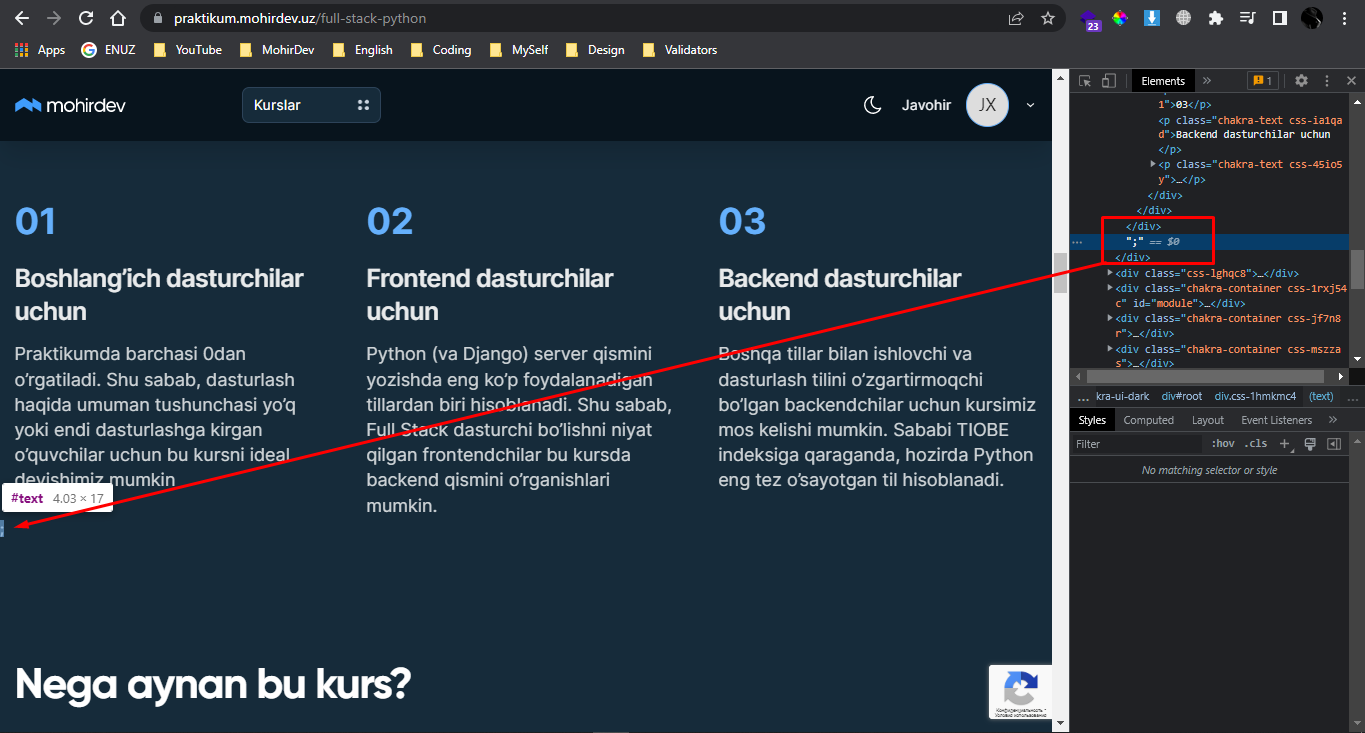 praktikum.mohirdev.uz/full-stack-python
23
Apps
ENUZ
YouTube
MohirDev
English
Coding
MySelf
Design
Validators
mohirdev
Kurslar
Javohir
JX
01
Boshlang’ich dasturchilar
uchun
Praktikumda barchasi 0dan
o’rgatiladi. Shu sabab, dasturlash
haqida umuman tushunchasi yo’q
yoki endi dasturlashga kirgan
o’quvchilar uchun bu kursni ideal
deyishimiz mumkin
02
Frontend dasturchilar
uchun
Python (va Django) server qismini
yozishda eng ko’p foydalanadigan
tillardan biri hisoblanadi. Shu sabab,
Full Stack dasturchi bo’lishni niyat
qilgan frontendchilar bu kursda
backend qismini o’rganishlari
mumkin.
03
Backend dasturchilar
uchun
Boshqa tillar bilan ishlovchi va
dasturlash tilini o’zgartirmoqchi
bo’lgan backendchilar uchun kursimiz
mos kelishi mumkin. Sababi TIOBE
indeksiga qaraganda, hozirda Python
eng tez o’sayotgan til hisoblanadi.
#text 4.03 × 17
;
Nega aynan bu kurs?
Конфиденциальность -
Условия использования
Elements
1
1">03</p>
<p class="chakra-text css-ia1qa
d">Backend dasturchilar uchun
</p>
<p class="chakra-text css-45io5
y">…</p>
</div>
</div>
</div>
";" == $0
</div>
<div class="css-lghqc8">…</div>
<div class="chakra-container css-1rxj54
c" id="module">…</div>
<div class="chakra-container css-jf7n8
r">…</div>
<div class="chakra-container css-mszza
s">…</div>
... kra-ui-dark div#root div.css-1hmkmc4 (text) ...
Styles Computed Layout Event Listeners
Filter :hov .cls
No matching selector or style